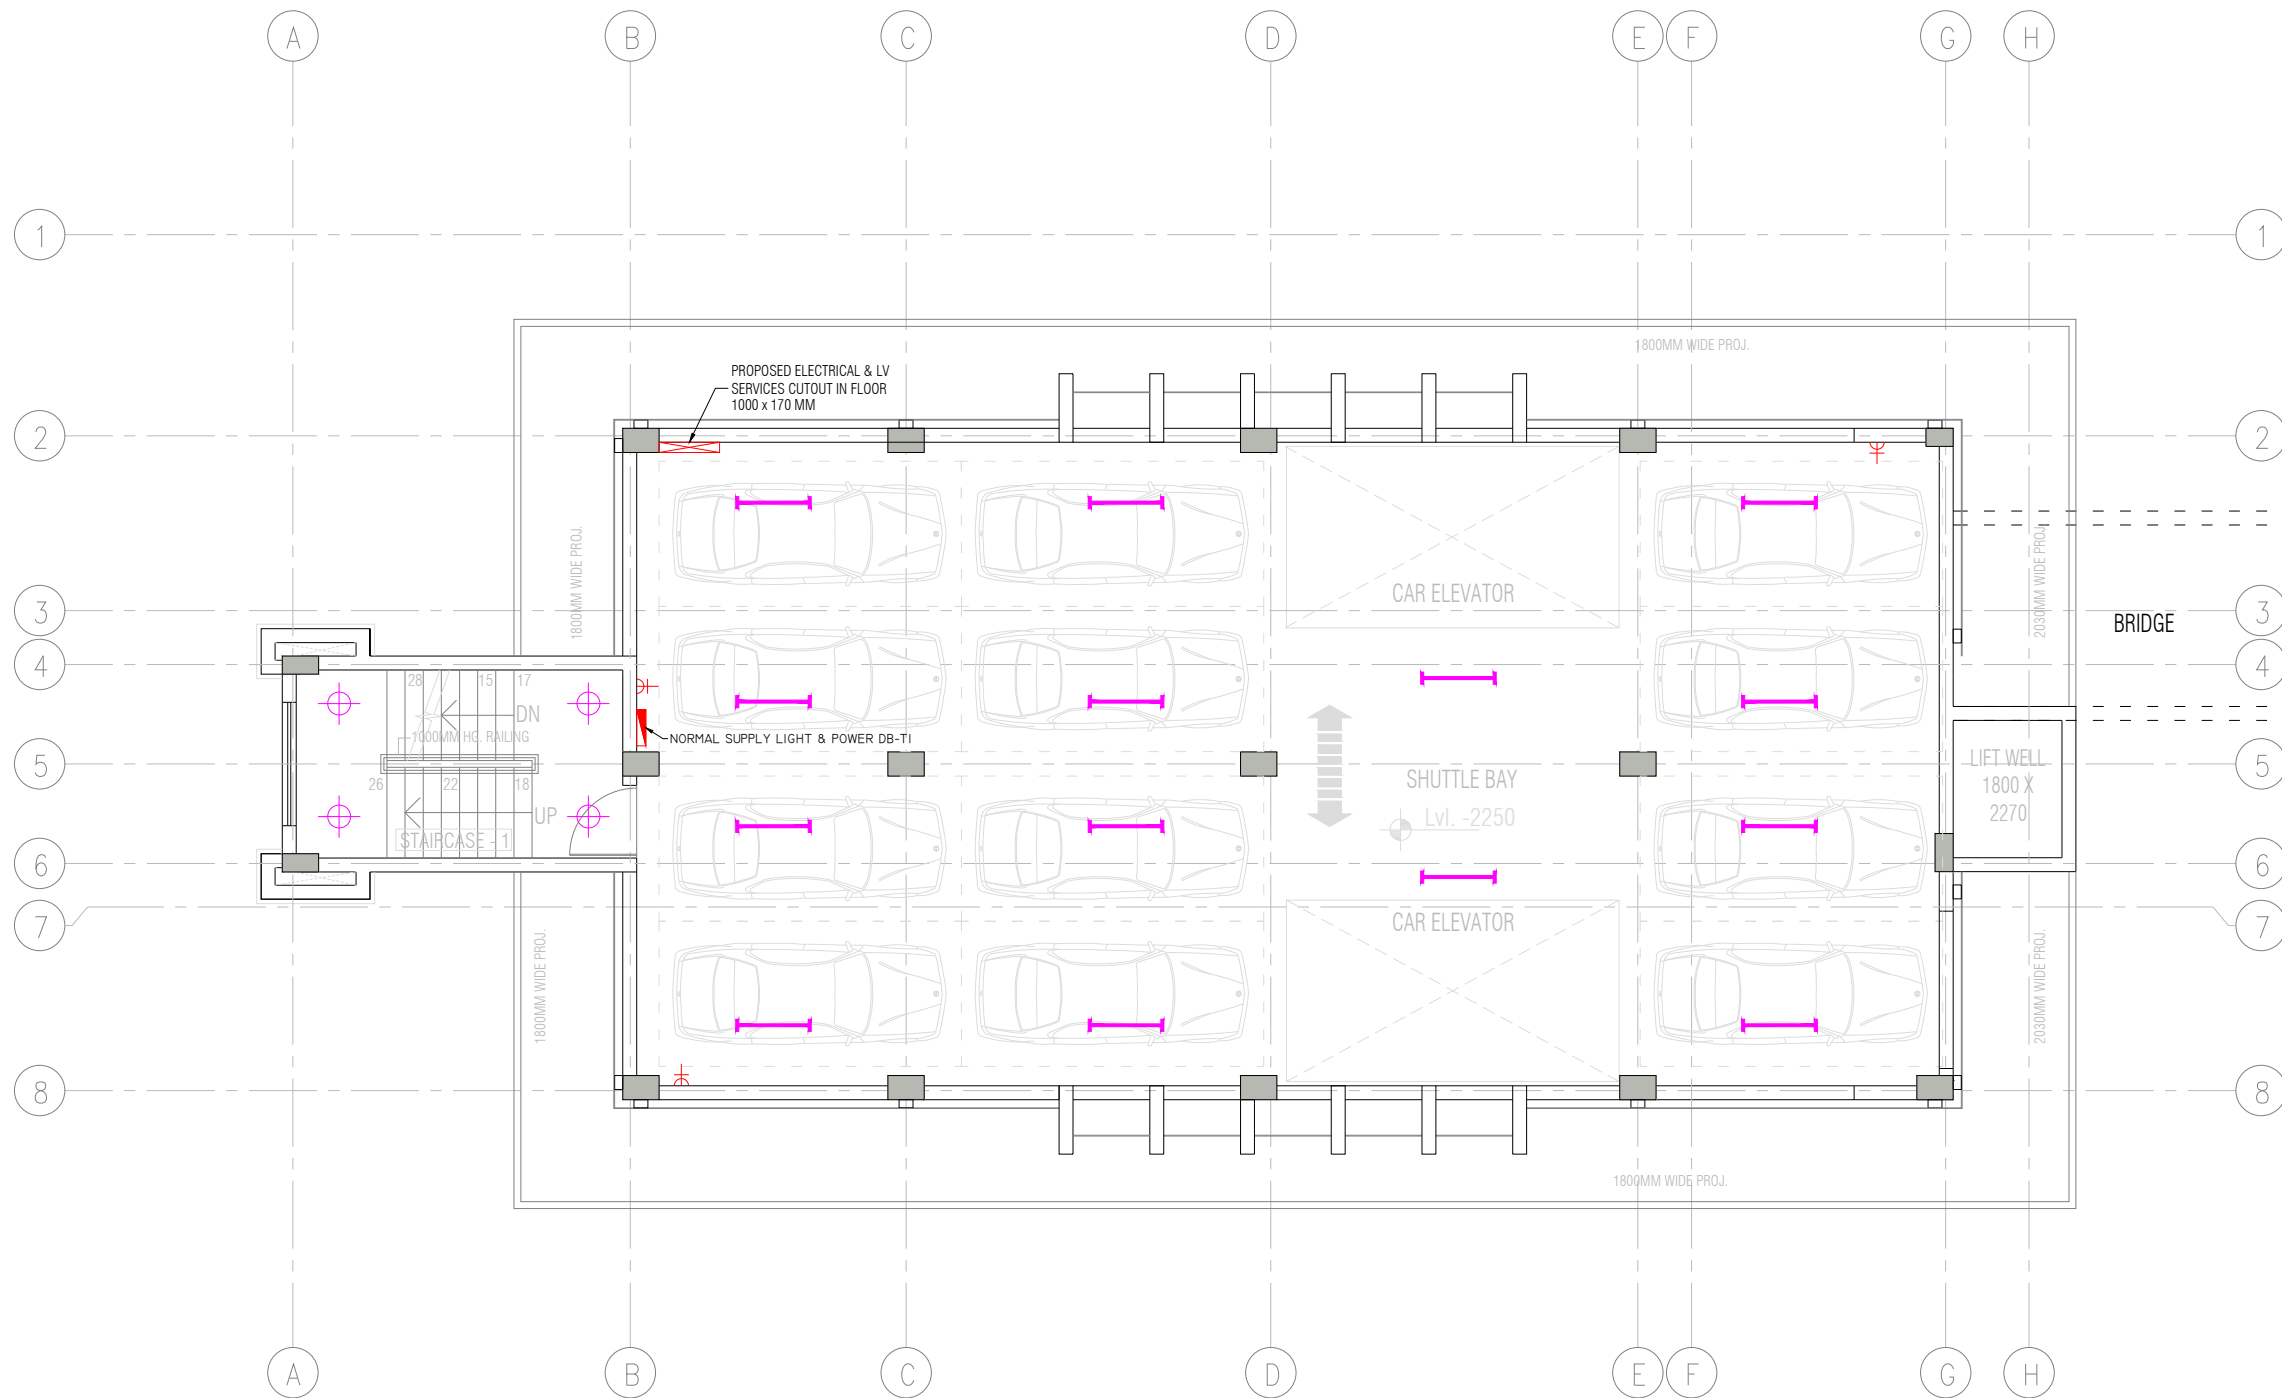 A
B
C
D
E
F
G
H
1
1
1800MM WIDE PROJ.
PROPOSED ELECTRICAL & LV
SERVICES CUTOUT IN FLOOR
1000 x 170 MM
2
2
1800MM WIDE PROJ.
2030MM WIDE PROJ.
CAR ELEVATOR
3
3
BRIDGE
4
4
28
15
17
DN
1000MM HG. RAILING
NORMAL SUPPLY LIGHT & POWER DB-T1
5
5
26
22
18
UP
STAIRCASE - 1
SHUTTLE BAY
Lvl. -2250
LIFT WELL
1800 X
2270
6
6
7
7
CAR ELEVATOR
1800MM WIDE PROJ.
2030MM WIDE PROJ.
8
8
1800MM WIDE PROJ.
A
B
C
D
E
F
G
H